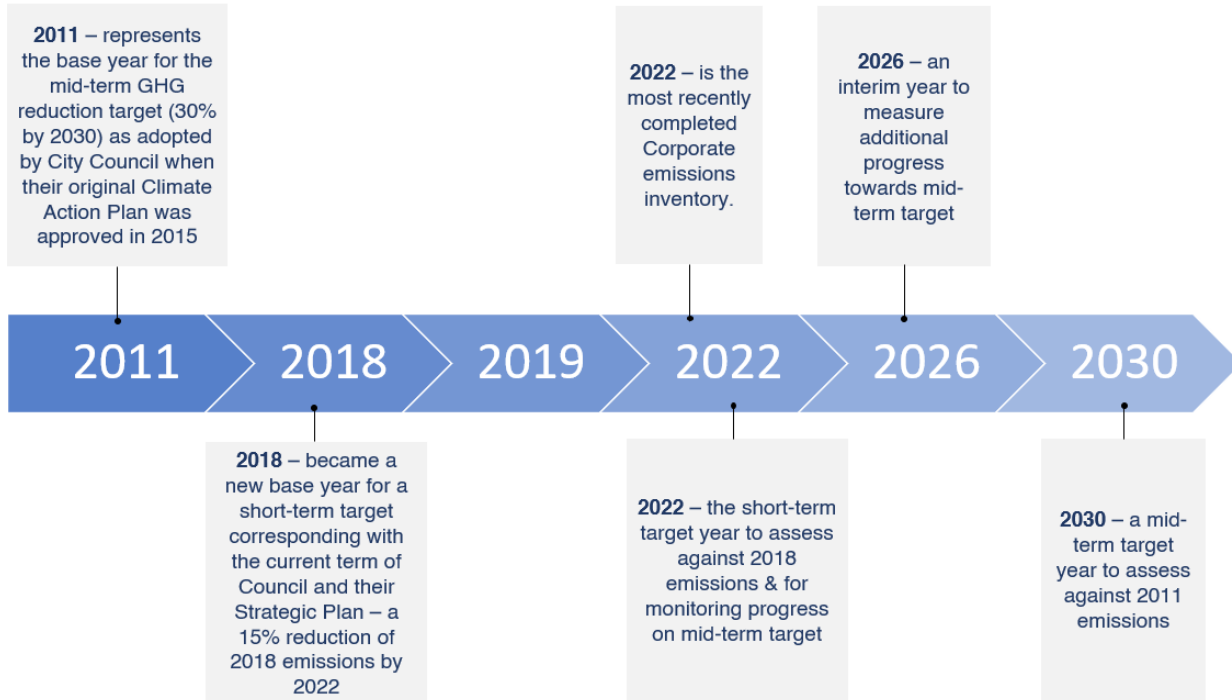 2011 – represents
the base year for the
mid-term GHG
reduction target (30%
by 2030) as adopted
by City Council when
their original Climate
Action Plan was
approved in 2015
2022 – is the
most recently
completed
Corporate
emissions
inventory.
2026 – an
interim year to
measure
additional
progress
towards mid-
term target
2011
2018
2019
2022
2026
2030
2018 – became a
new base year for a
short-term target
corresponding with
the current term of
Council and their
Strategic Plan – a
15% reduction of
2018 emissions by
2022
2022 – the short-term
target year to assess
against 2018
emissions & for
monitoring progress
on mid-term target
2030 – a mid-
term target
year to assess
against 2011
emissions